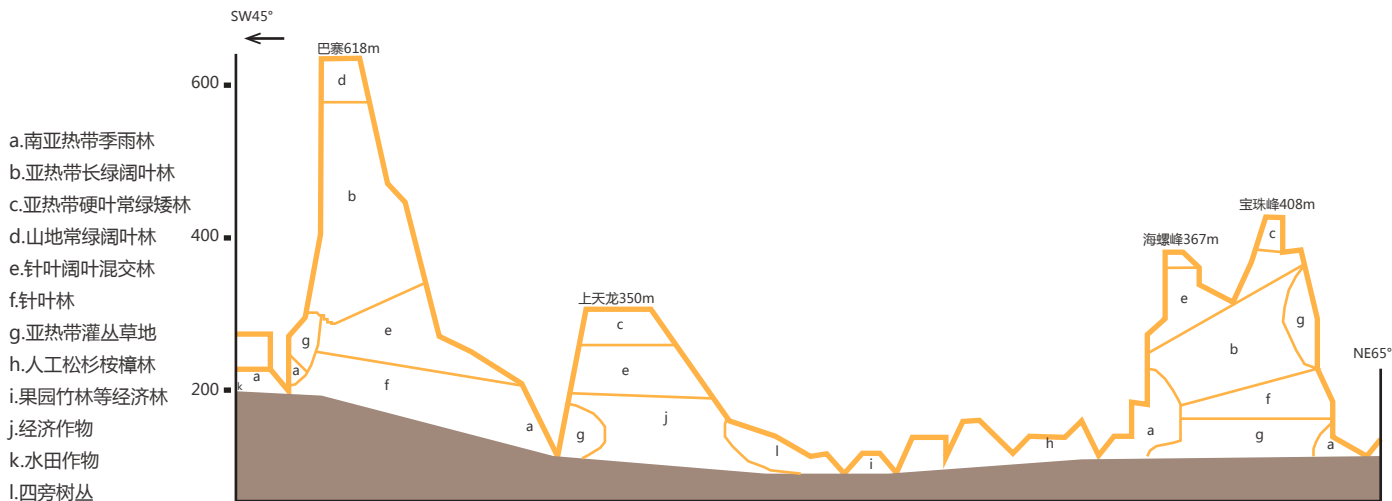 SW45°
巴寨618m
600
d
a.南亚热带季雨林
b.亚热带长绿阔叶林
b
c.亚热带硬叶常绿矮林
宝珠峰408m
400
d.山地常绿阔叶林
海螺峰367m
c
e.针叶阔叶混交林
上天龙350m
e
f.针叶林
c
g
g.亚热带灌丛草地
g
e
b
NE65°
h.人工松杉桉樟林
a
a
e
200
k
f
f
i.果园竹林等经济林
j
j.经济作物
a
g
l
h
a
g
a
k.水田作物
i
l.四旁树丛